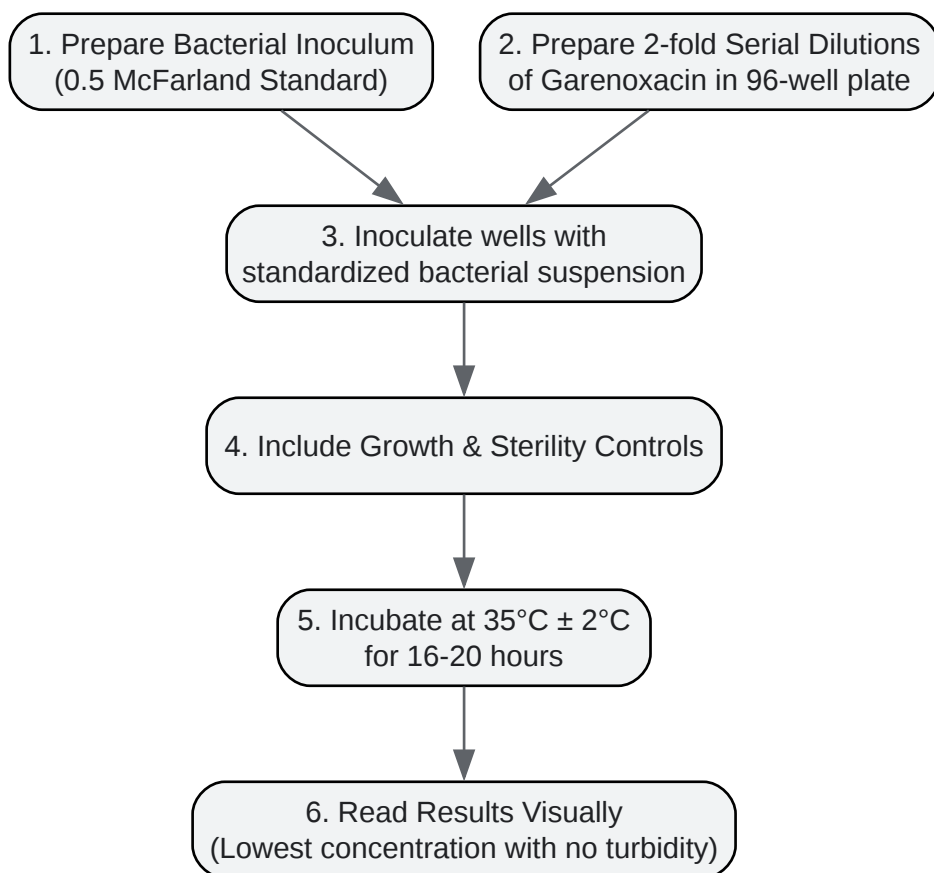 1. Prepare Bacterial Inoculum
(0.5 McFarland Standard)
2. Prepare 2-fold Serial Dilutions
of Garenoxacin in 96-well plate
3. Inoculate wells with
standardized bacterial suspension
4. Include Growth & Sterility Controls
5. Incubate at 35°C ± 2°C
for 16-20 hours
6. Read Results Visually
(Lowest concentration with no turbidity)